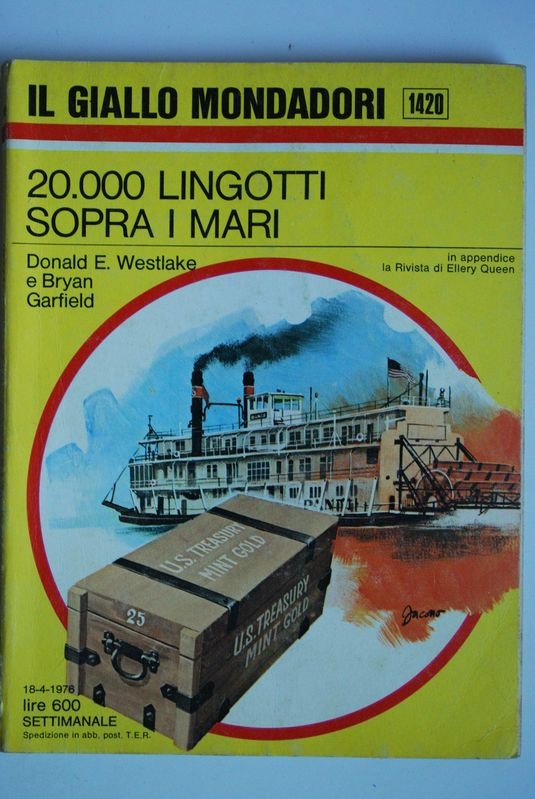 IL GIALLO MONDADORI 1420
20.000 LINGOTTI
SOPRA I MARI
Donald E. Westlake
e Bryan
Garfield
in appendice
la Rivista di Ellery Queen
U.S. TREASURY
MINT GOLD
U.S. TREASURY
MINT GOLD
25
Jacono
18-4-1976
lire 600
SETTIMANALE
Spedizione in abb. post. T.E.R.